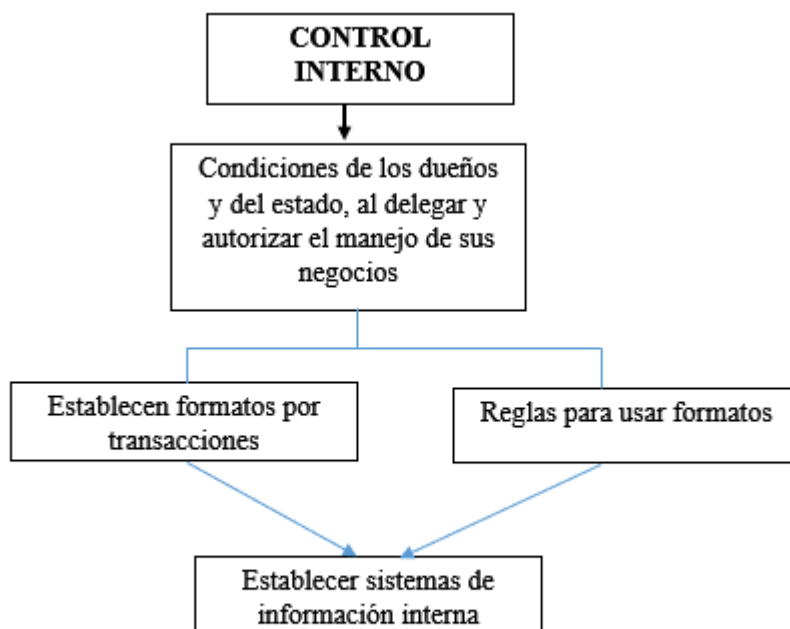 CONTROL
INTERNO
Condiciones de los dueños
y del estado, al delegar y
autorizar el manejo de sus
negocios
Establecen formatos por
transacciones
Reglas para usar formatos
Establecer sistemas de
información interna